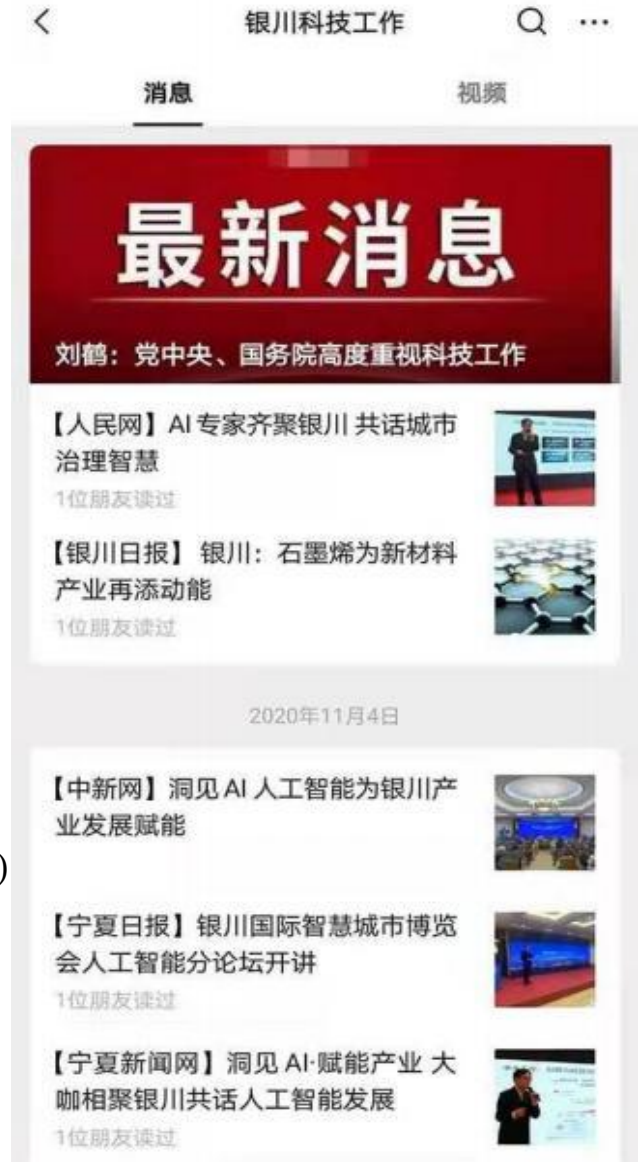 银川科技工作
消息
视频
最新消息
刘鹤：党中央、国务院高度重视科技工作
【人民网】AI专家齐聚银川 共话城市
治理智慧
1位朋友读过
【银川日报】 银川：石墨烯为新材料
产业再添动能
1位朋友读过
2020年11月4日
【中新网】洞见 AI 人工智能为银川产
业发展赋能
)
【宁夏日报】银川国际智慧城市博览
会人工智能分论坛开讲
1位朋友读过
【宁夏新闻网】洞见 AI·赋能产业 大
咖相聚银川共话人工智能发展
1位朋友读过